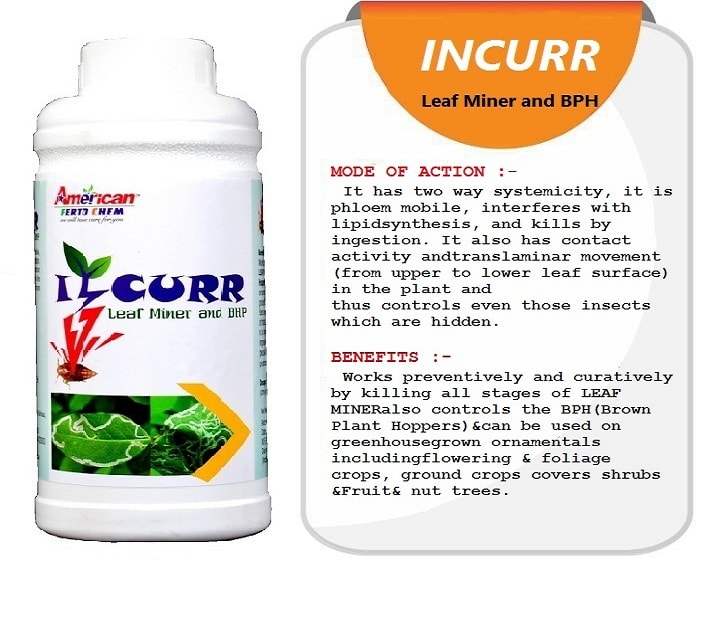 American™
FERTO CHEM
INCURR
Leaf Miner and BHP
INCURR
Leaf Miner and BPH
MODE OF ACTION :-
It has two way systemicity, it is
phloem mobile, interferes with
lipidsynthesis, and kills by
ingestion. It also has contact
activity andtranslaminar movement
(from upper to lower leaf surface)
in the plant and
thus controls even those insects
which are hidden.
BENEFITS :-
Works preventively and curatively
by killing all stages of LEAF
MINERalso controls the BPH(Brown
Plant Hoppers)&can be used on
greenhousegrown ornamentals
includingflowering & foliage
crops, ground crops covers shrubs
&Fruit& nut trees.